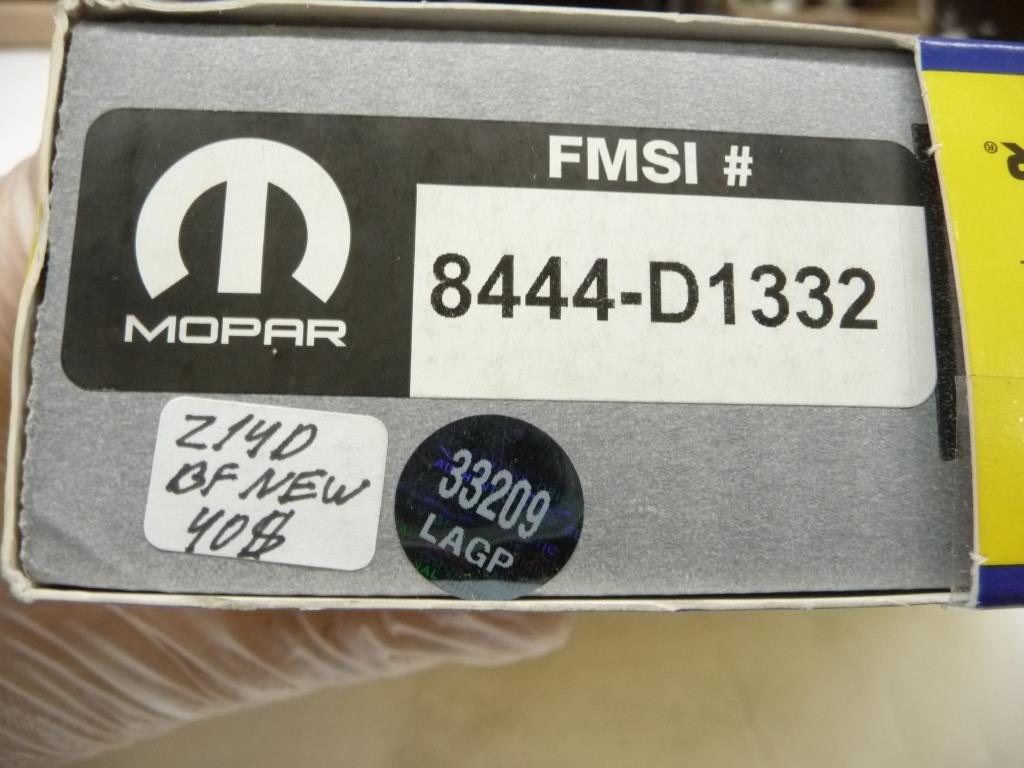 FMSI #
8444-D1332
MOPAR
R®
Z14D
BF NEW
40$
33209
LAGP